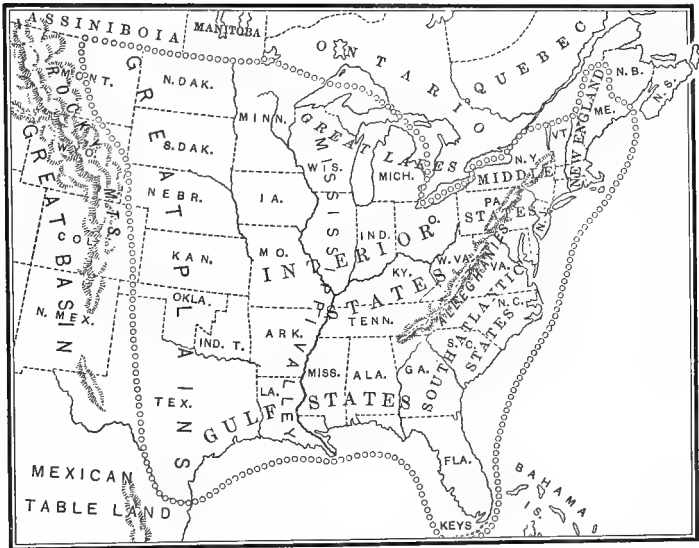 ASSINIBOIA
MANITOBA
ONTARIO
QUEBEC
N.B.
N.S.
ME.
NEW ENGLAND
VT.
MONT.
ROCKY MTS
GREAT BASIN
GREAT PLAINS
N. DAK.
MINN.
GREAT LAKES
S. DAK.
WIS.
MICH.
N.Y.
MIDDLE STATES
W Y O
NEBR.
IA.
MISSISSIPPI VALLEY
PA.
N.J.
COL
KAN.
MO.
INTERIOR STATES
IND.
O.
W. VA.
VA.
ALLEGHANIES
KY.
OKLA.
N. MEX.
IND. T.
ARK.
TENN.
N.C.
S.C.
SOUTH ATLANTIC STATES
TEX.
LA.
MISS.
ALA.
GA.
GULF STATES
FLA.
MEXICAN
TABLE LAND
KEYS
BAHAMA
IS.